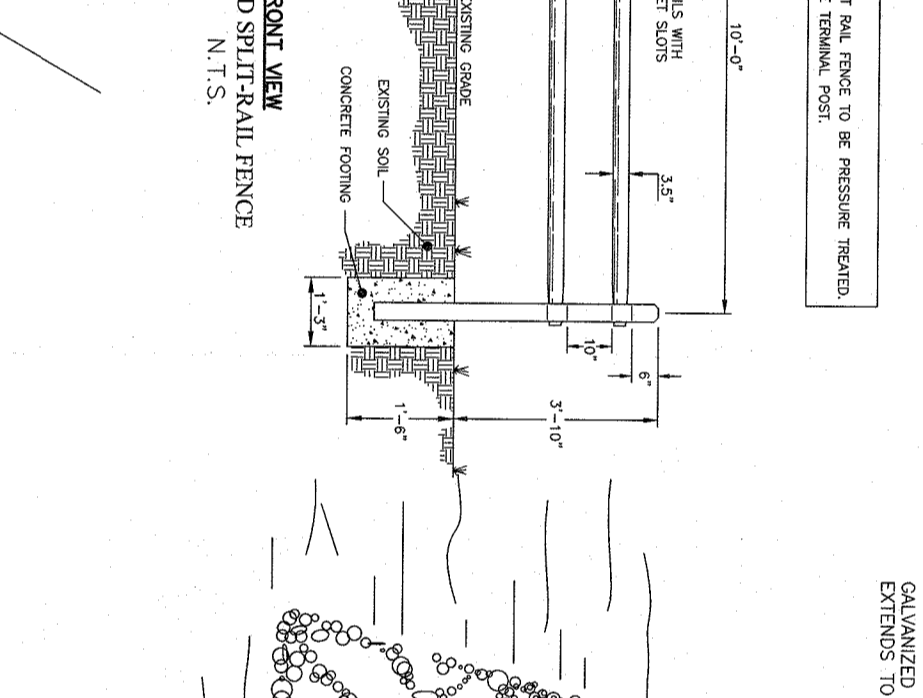 T RAIL FENCE TO BE PRESSURE TREATED.
TERMINAL POST.
10'-0"
ILS WITH
ET SLOTS
3.5"
6"
10"
3'-10"
EXISTING GRADE
EXISTING SOIL
CONCRETE FOOTING
1'-3"
1'-6"
RONT VIEW
D SPLIT-RAIL FENCE
N.T.S.
GALVANIZED
EXTENDS TO